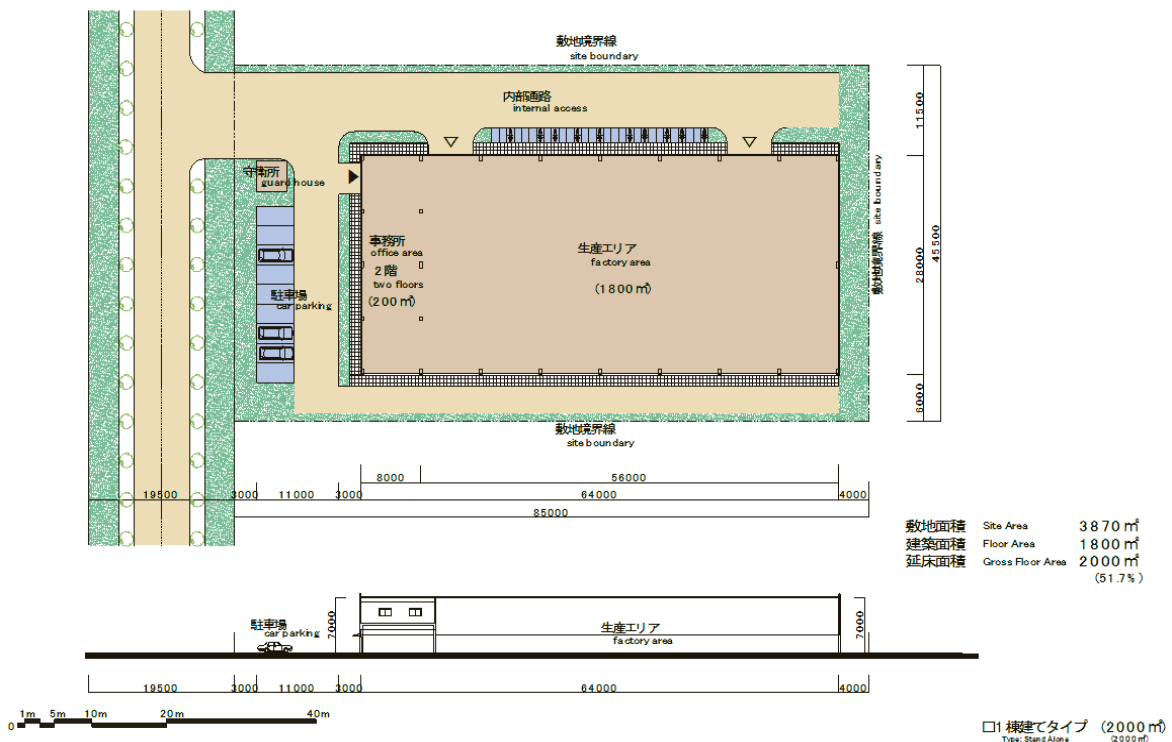 敷地境界線
site boundary
内部通路
internal access
11500
守衛所
guard house
敷地境界線 site boundary
28000
45500
事務所
office area
2階
two floors
(200㎡)
生産エリア
factory area
(1800㎡)
駐車場
car parking
6000
敷地境界線
site boundary
8000
56000
19500
3000
11000
3000
64000
4000
85000
敷地面積 Site Area 3870㎡
建築面積 Floor Area 1800㎡
延床面積 Gross Floor Area 2000㎡
(51.7%)
駐車場
car parking
7000
生産エリア
factory area
7000
19500
3000
11000
3000
64000
4000
0 1m 5m 10m 20m 40m
□1棟建てタイプ (2000㎡)
Type: Stand Alone (2000㎡)